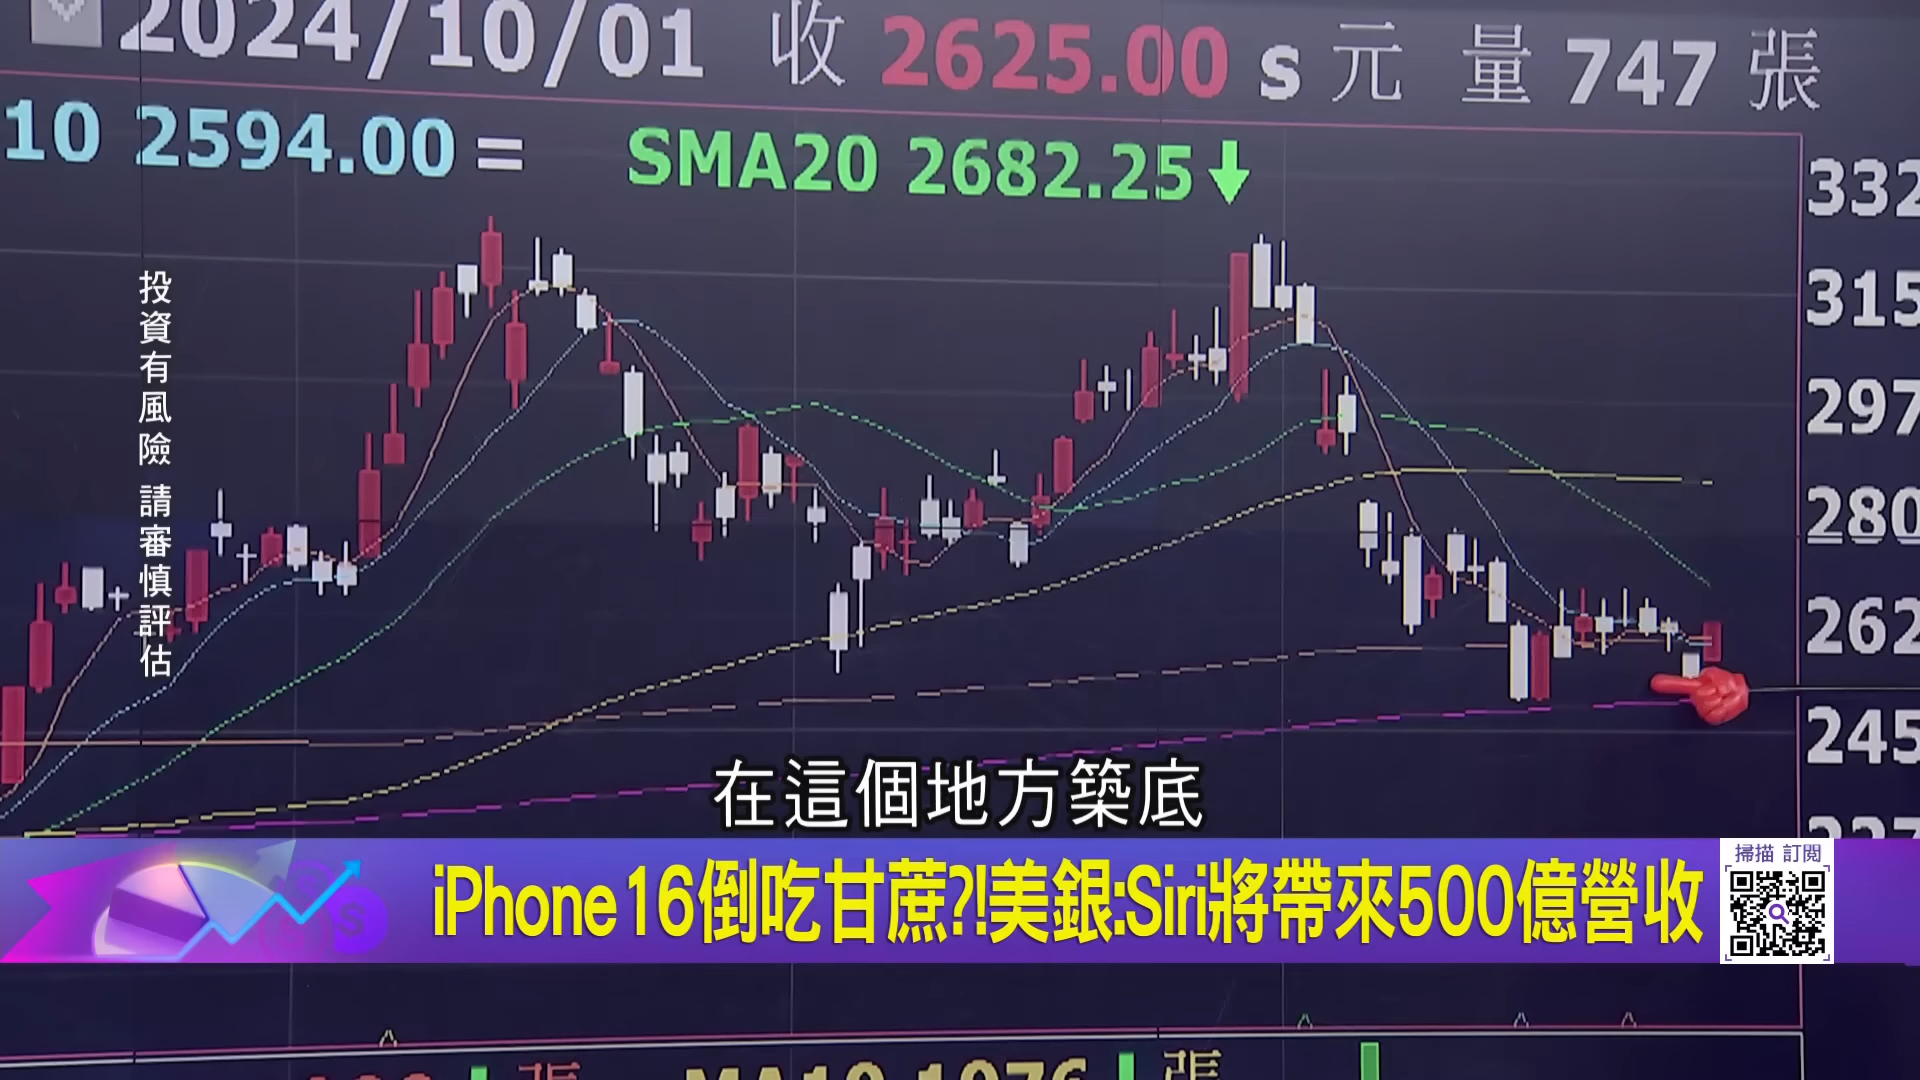 2024/10/01 收 2625.00 s 元 量 747 張
10 2594.00 = SMA20 2682.25↓
332
315
297
280
262
245
投資有風險 請審慎評估
在這個地方築底
掃描 訂閱
iPhone16倒吃甘蔗?!美銀:Siri將帶來500億營收